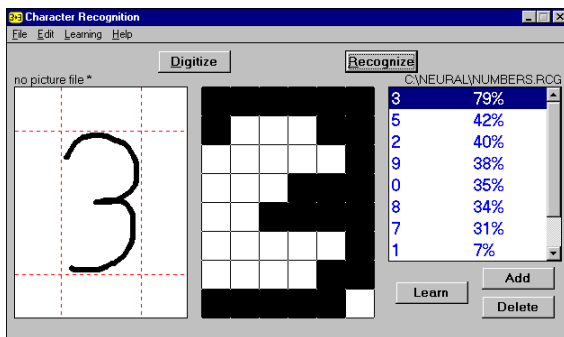 Character Recognition
File Edit Learning Help
Digitize Recognize
no picture file * C:\NEURAL\NUMBERS.RCG
3 79%
5 42%
2 40%
9 38%
0 35%
8 34%
7 31%
1 7%
3
Learn Add
Delete